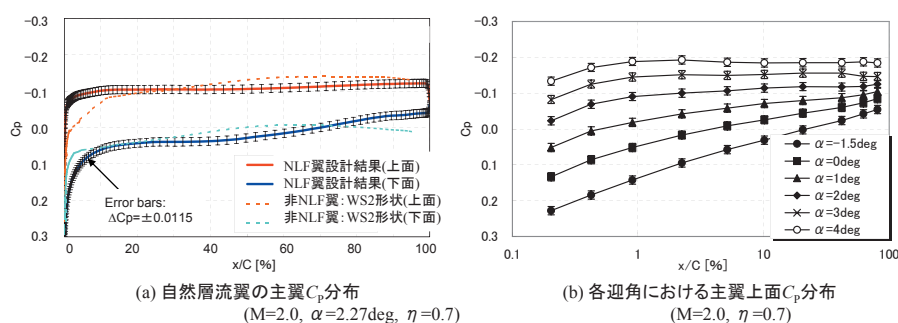 -0.3
-0.2
-0.1
0.0
0.1
0.2
0.3
Cp
0
20
40
60
80
100
x/C [%]
Error bars:
ΔCp=±0.0115
NLF翼設計結果(上面)
NLF翼設計結果(下面)
非NLF翼:WS2形状(上面)
非NLF翼:WS2形状(下面)
(a) 自然層流翼の主翼CP分布
(M=2.0, α=2.27deg, η=0.7)
-0.3
-0.2
-0.1
0.0
0.1
0.2
0.3
Cp
0.1
1
10
100
x/C [%]
α=-1.5deg
α=0deg
α=1deg
α=2deg
α=3deg
α=4deg
(b) 各迎角における主翼上面CP分布
(M=2.0, η=0.7)